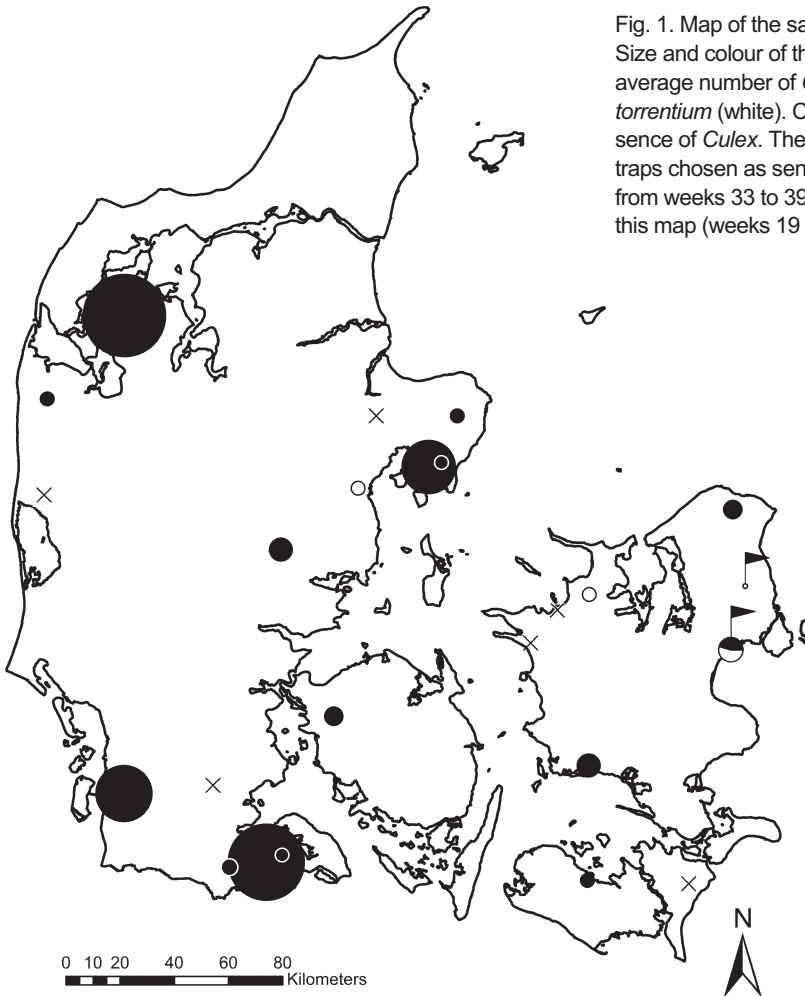 Fig. 1. Map of the sa
Size and colour of th
average number of
torrentium (white). C
sence of Culex. The
traps chosen as sen
from weeks 33 to 39
this map (weeks 19
N
0 10 20 40 60 80
Kilometers